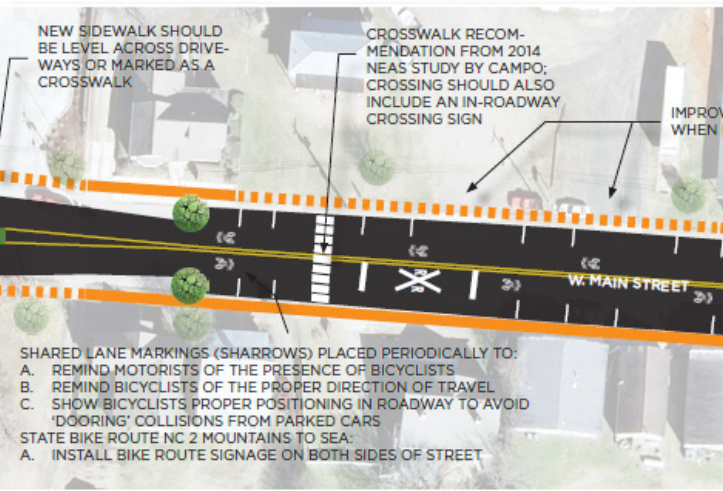 NEW SIDEWALK SHOULD
BE LEVEL ACROSS DRIVE-
WAYS OR MARKED AS A
CROSSWALK
CROSSWALK RECOM-
MENDATION FROM 2014
NEAS STUDY BY CAMPO;
CROSSING SHOULD ALSO
INCLUDE AN IN-ROADWAY
CROSSING SIGN
IMPROV
WHEN
W. MAIN STREET
R R
SHARED LANE MARKINGS (SHARROWS) PLACED PERIODICALLY TO:
A. REMIND MOTORISTS OF THE PRESENCE OF BICYCLISTS
B. REMIND BICYCLISTS OF THE PROPER DIRECTION OF TRAVEL
C. SHOW BICYCLISTS PROPER POSITIONING IN ROADWAY TO AVOID
'DOORING' COLLISIONS FROM PARKED CARS
STATE BIKE ROUTE NC 2 MOUNTAINS TO SEA:
A. INSTALL BIKE ROUTE SIGNAGE ON BOTH SIDES OF STREET